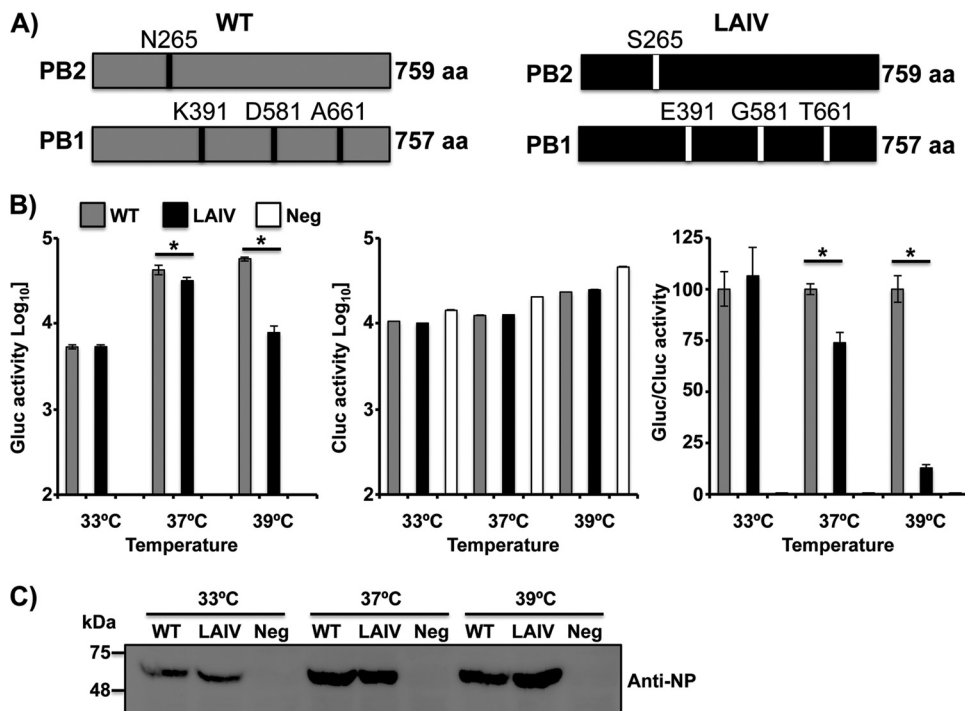 A)
WT
LAIV
N265
S265
PB2
759 aa
PB2
759 aa
K391 D581 A661
E391 G581 T661
PB1
757 aa
PB1
757 aa
B)
WT
LAIV
Neg
Gluc activity Log10]
5
4
3
2
*
*
33ºC 37ºC 39ºC
Temperature
Cluc activity Log10]
5
4
3
2
33ºC 37ºC 39ºC
Temperature
Gluc/Cluc activity
125
100
75
50
25
0
*
*
33ºC 37ºC 39ºC
Temperature
C)
33ºC 37ºC 39ºC
kDa
WT LAIV Neg WT LAIV Neg WT LAIV Neg
75
48
Anti-NP